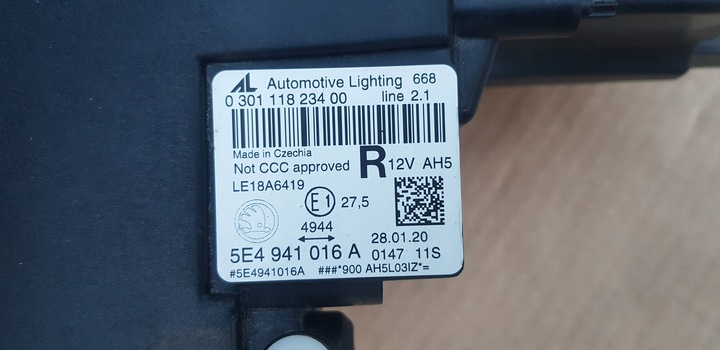 AL Automotive Lighting 668
0 301 118 234 00 line 2.1
Made in Czechia
Not CCC approved R 12V AH5
LE18A6419
E1 27,5
4944
28.01.20
5E4 941 016 A 0147 11S
#5E4941016A ###*900 AH5L03IZ*=